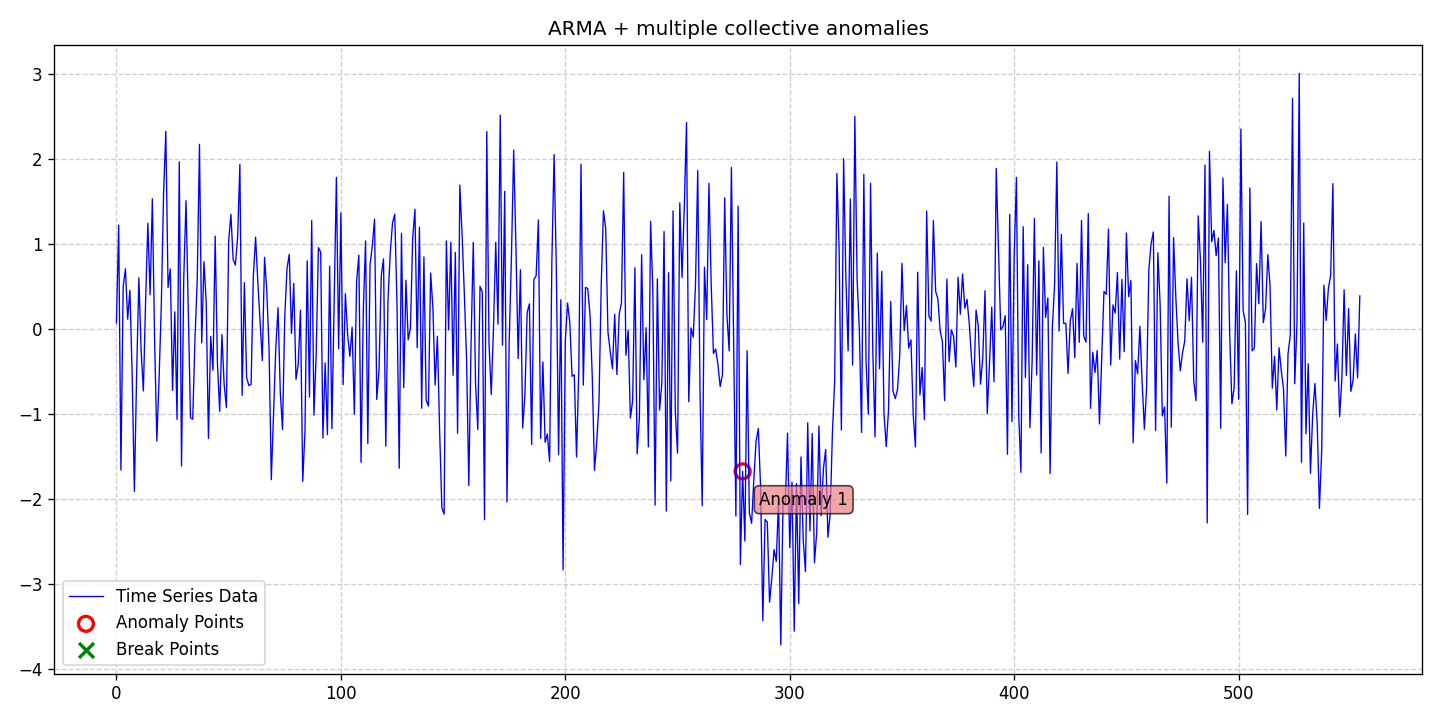 ARMA + multiple collective anomalies
3
2
1
0
−1
−2
−3
−4
Anomaly 1
Time Series Data
Anomaly Points
Break Points
0
100
200
300
400
500